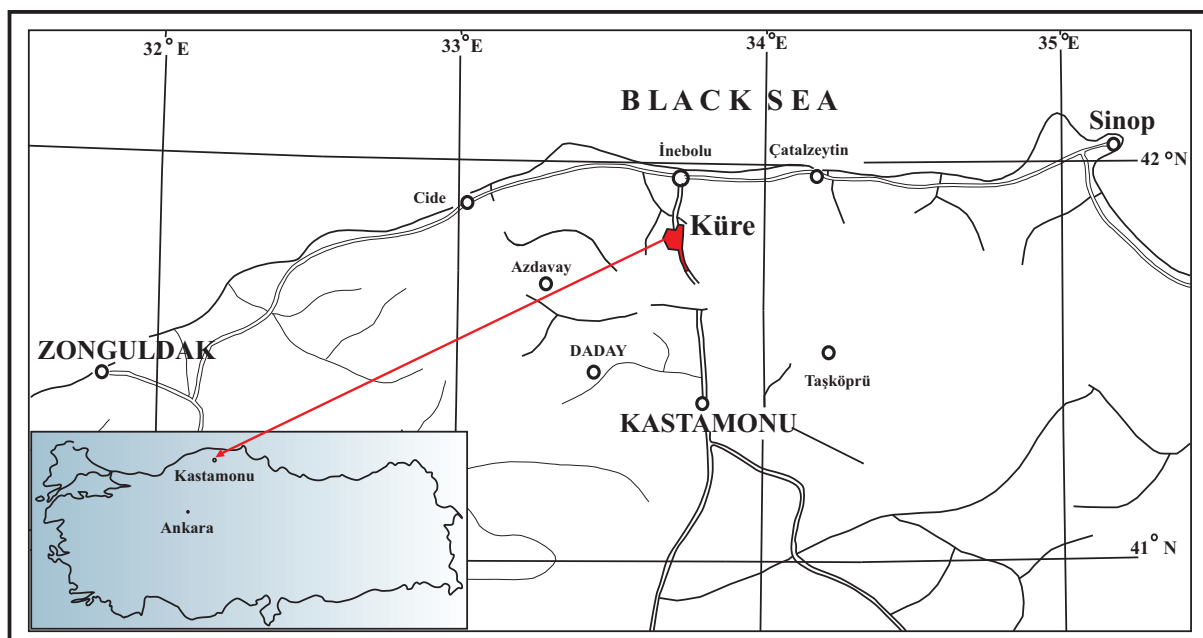 32° E
33° E
34° E
35° E
BLACK SEA
Sinop
42 °N
İnebolu
Çatalzeytin
Cide
Küre
Azdavay
ZONGULDAK
DADAY
Taşköprü
KASTAMONU
Kastamonu
Ankara
41° N